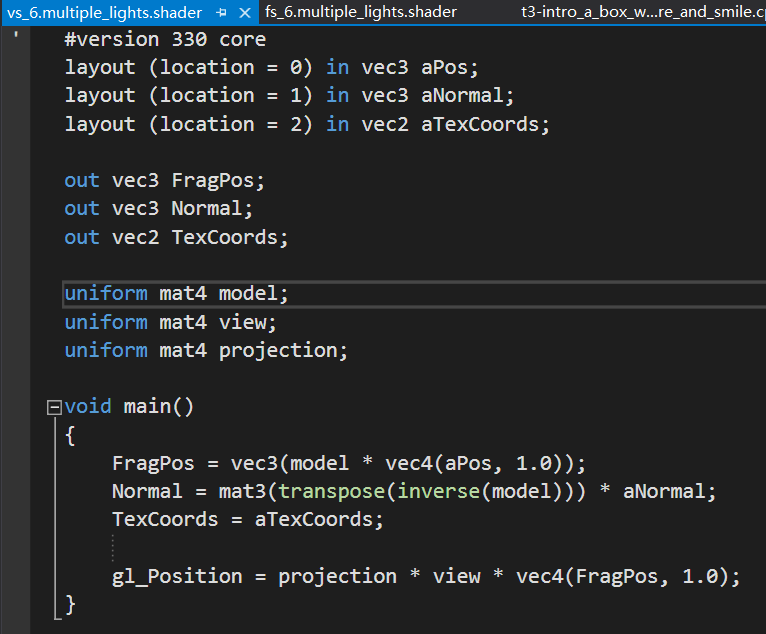 vs_6.multiple_lights.shader fs_6.multiple_lights.shader t3-intro_a_box_w...re_and_smile.c
#version 330 core
layout (location = 0) in vec3 aPos;
layout (location = 1) in vec3 aNormal;
layout (location = 2) in vec2 aTexCoords;
out vec3 FragPos;
out vec3 Normal;
out vec2 TexCoords;
uniform mat4 model;
uniform mat4 view;
uniform mat4 projection;
void main()
{
FragPos = vec3(model * vec4(aPos, 1.0));
Normal = mat3(transpose(inverse(model))) * aNormal;
TexCoords = aTexCoords;
gl_Position = projection * view * vec4(FragPos, 1.0);
}